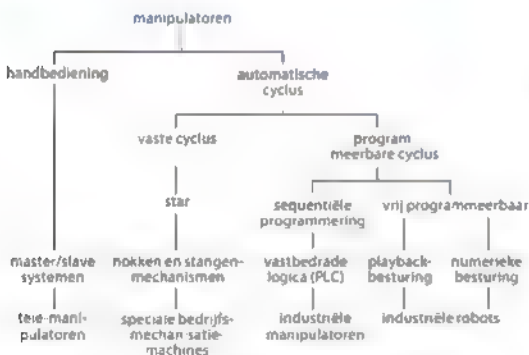 manipulatoren
handbediening
automatische
cyclus
vaste cyclus
program
meerbare cyclus
star
sequentiële
programmering
vrij programmeerbaar
master/slave
systemen
nokken en stangen-
mechanismen
vastbedrade
logica (PLC)
playback-
besturing
numerieke
besturing
tele-mani-
pulatoren
speciale bedrijfs-
mechanisatie-
machines
industriële
manipulatoren
industriële robots